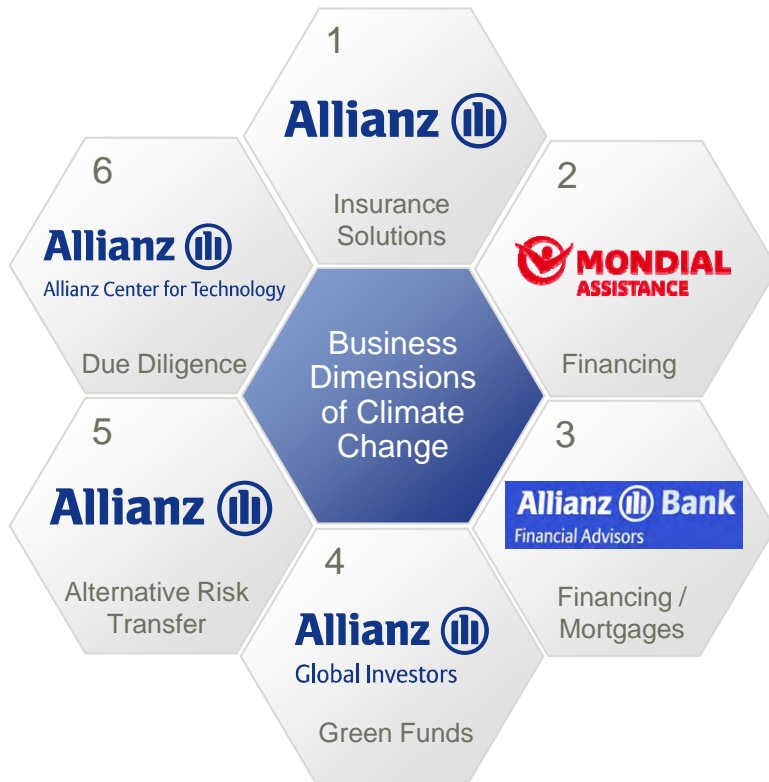 1
Allianz
Insurance
Solutions
2
MONDIAL
ASSISTANCE
Financing
3
Allianz Bank
Financial Advisors
Financing /
Mortgages
4
Allianz
Global Investors
Green Funds
5
Allianz
Alternative Risk
Transfer
6
Allianz
Allianz Center for Technology
Due Diligence
Business
Dimensions
of Climate
Change